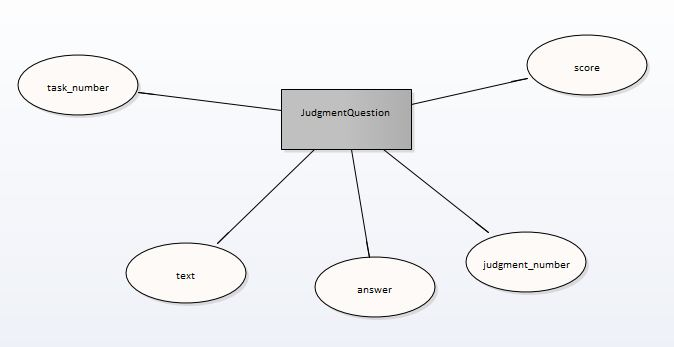 score
task_number
JudgmentQuestion
judgment_number
text
answer